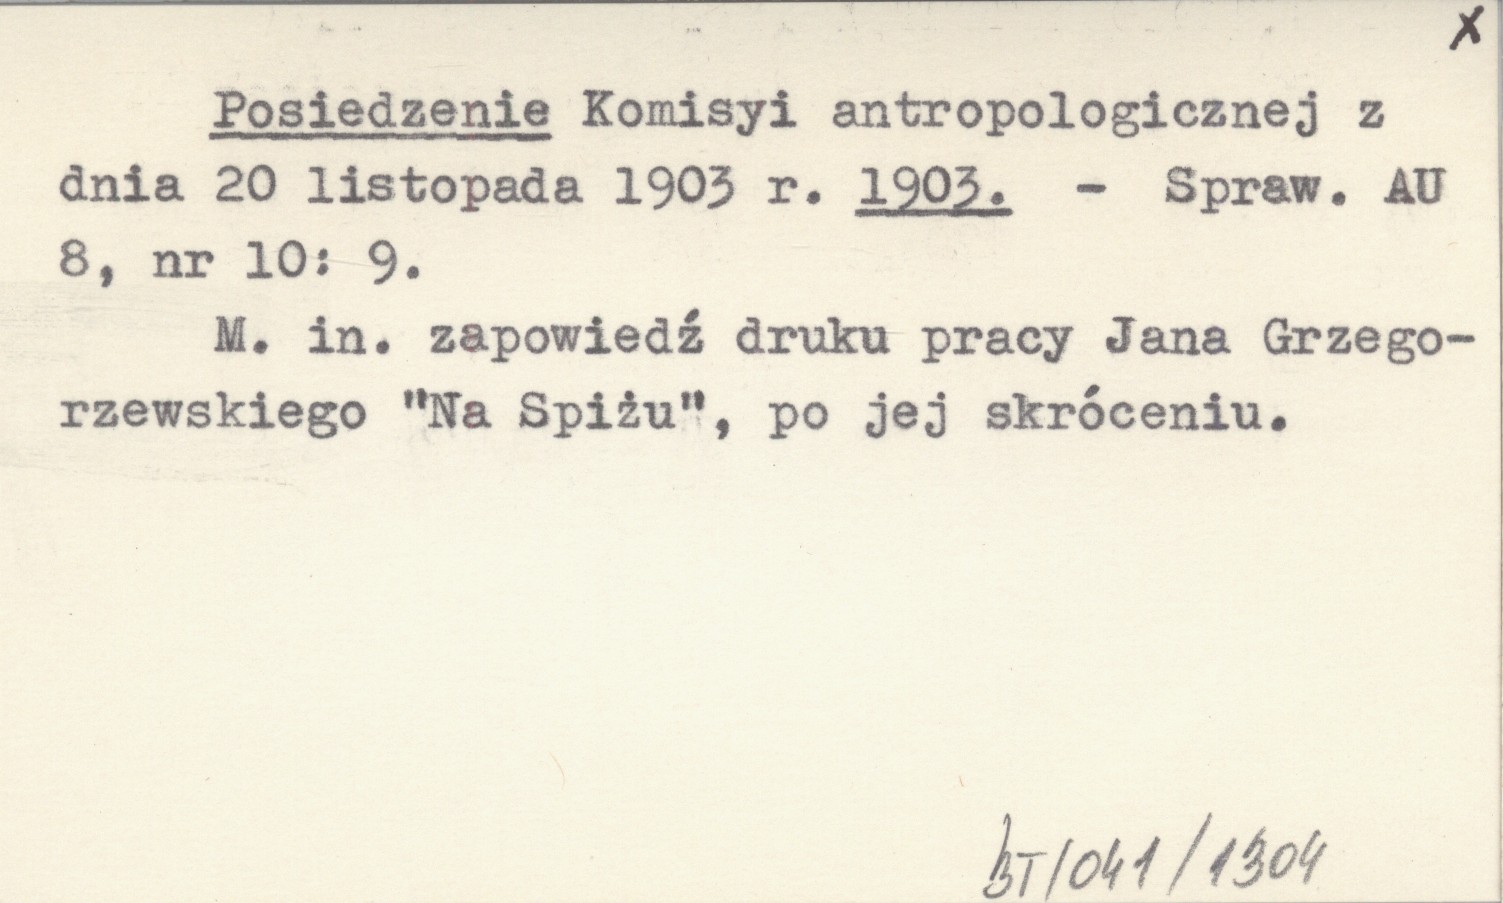 x
Posiedzenie Komisyi antropologicznej z
dnia 20 listopada 1903 r. 1903. - Spraw. AU
8, nr 10: 9.
M. in. zapowiedź druku pracy Jana Grzego-
rzewskiego "Na Spiżu", po jej skróceniu.
BT/041/1304